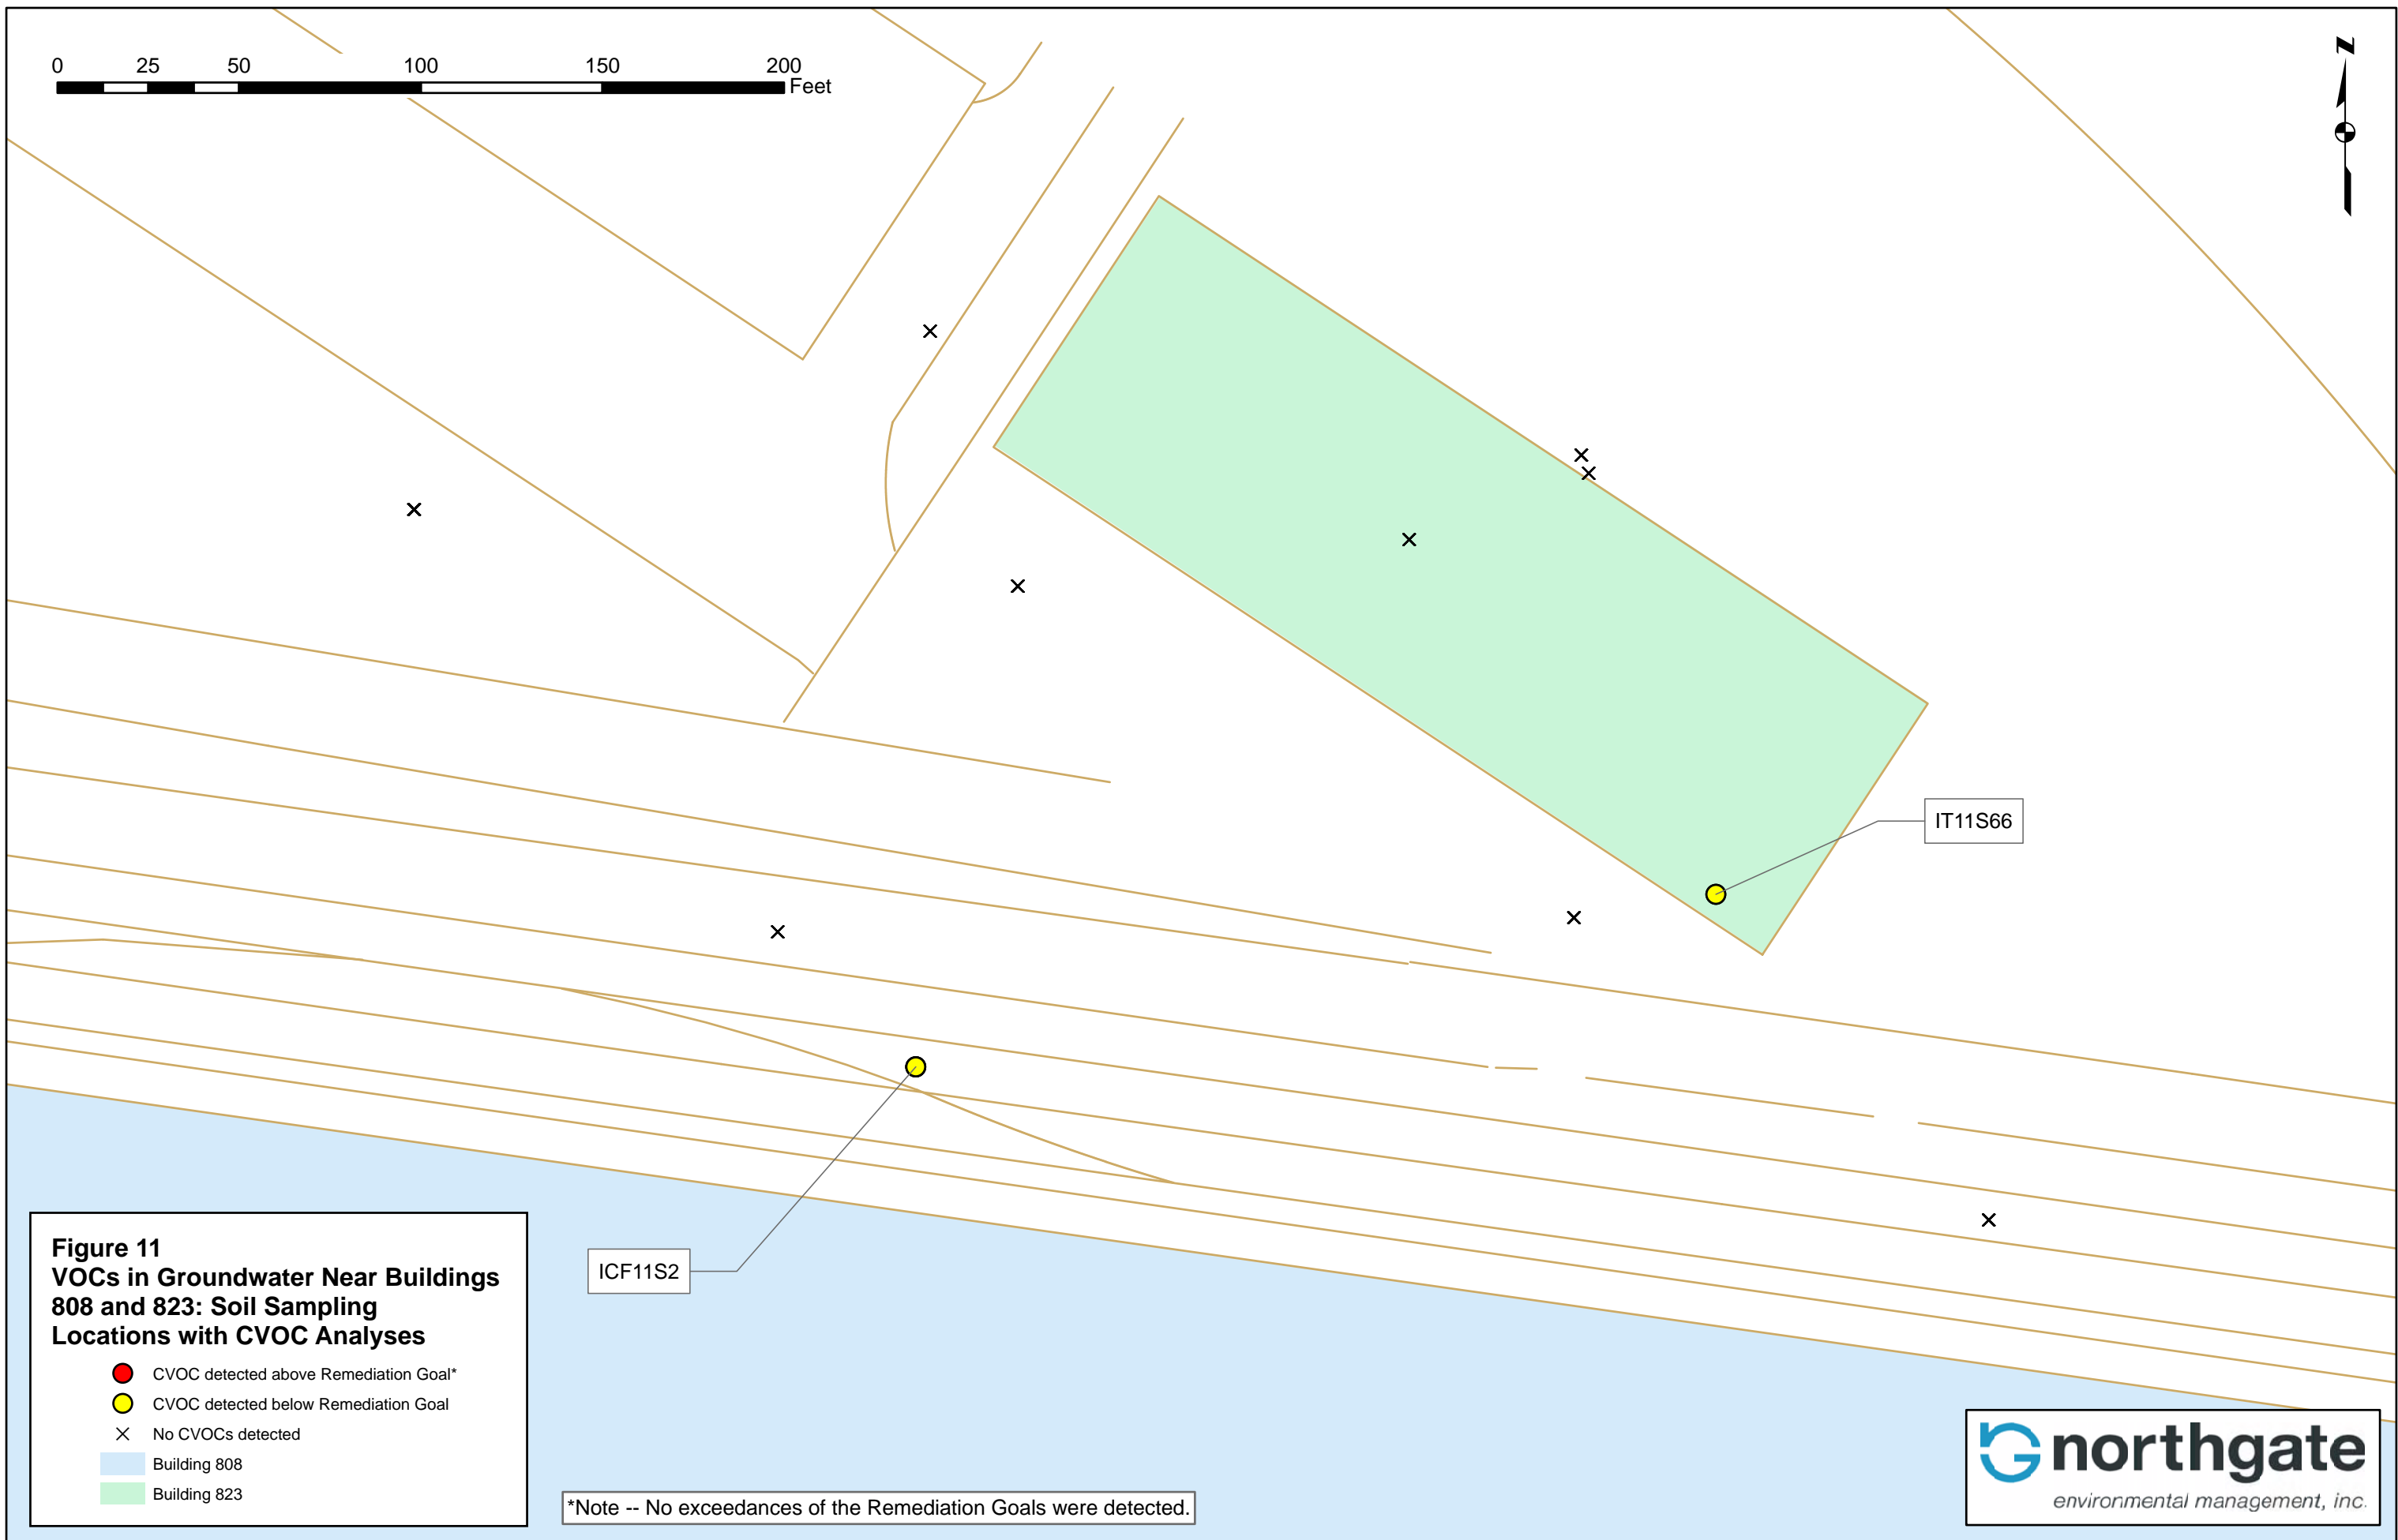 0 25 50 100 150 200
Feet
N
IT11S66
ICF11S2
Figure 11
VOCs in Groundwater Near Buildings
808 and 823: Soil Sampling
Locations with CVOC Analyses
CVOC detected above Remediation Goal*
CVOC detected below Remediation Goal
No CVOCs detected
Building 808
Building 823
*Note -- No exceedances of the Remediation Goals were detected.
northgate
environmental management, inc.